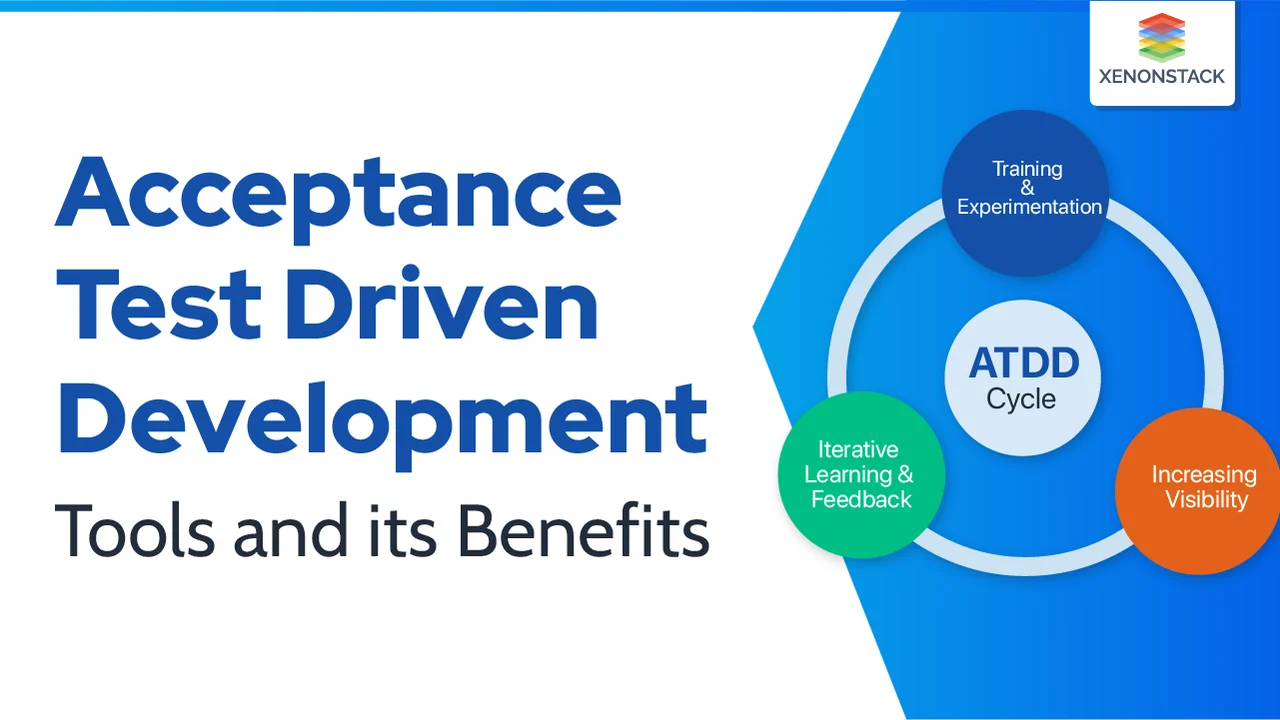 Acceptance
Test Driven
Development
Tools and its Benefits
XENONSTACK
Training
&
Experimentation
ATDD
Cycle
Iterative
Learning &
Feedback
Increasing
Visibility